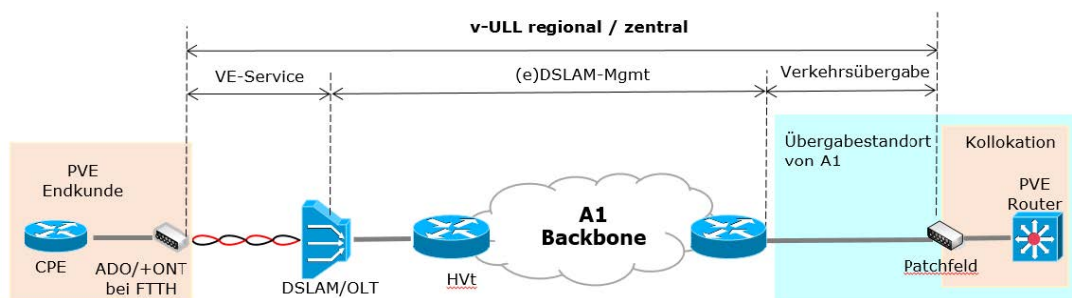 v-ULL regional / zentral
VE-Service
(e)DSLAM-Mgmt
Verkehrsübergabe
Übergabestandort
von A1
Kollokation
PVE
Endkunde
PVE
Router
A1
Backbone
CPE
ADO/+ONT
bei FTTH
DSLAM/OLT
HVt
Patchfeld